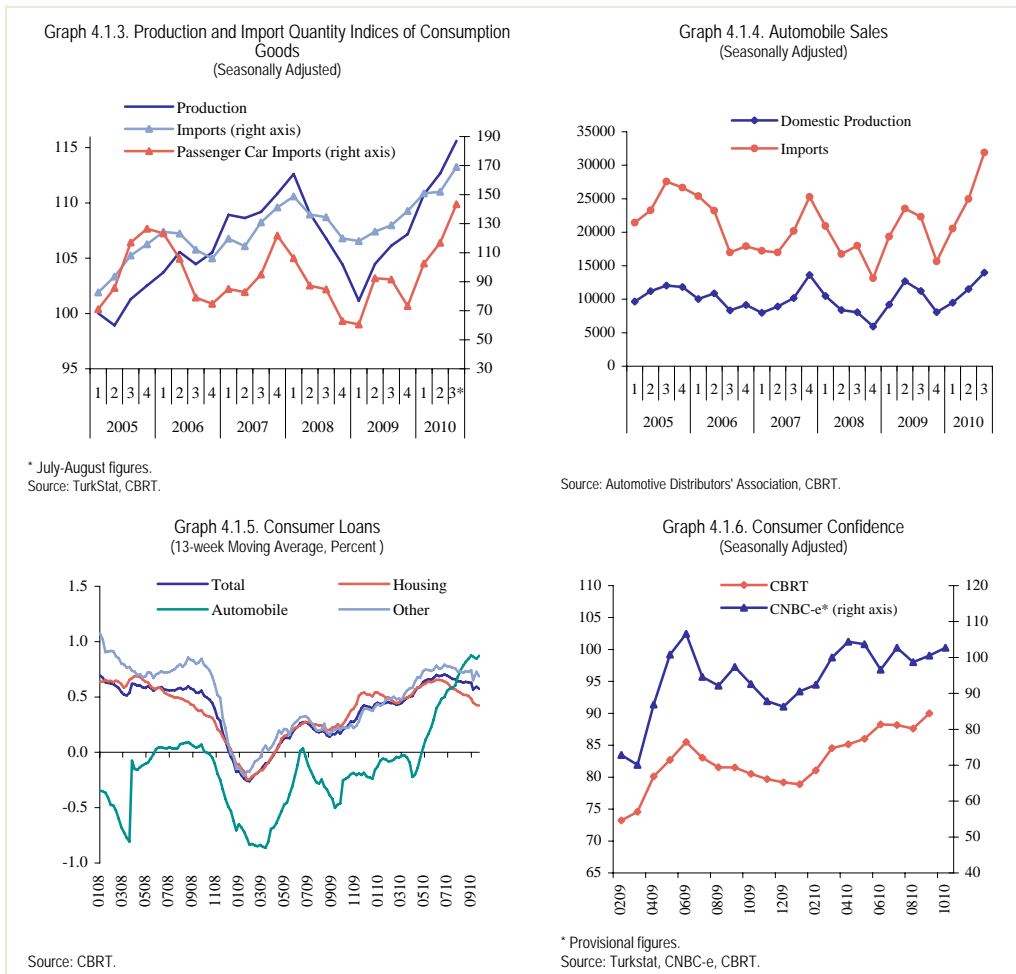 Graph 4.1.3. Production and Import Quantity Indices of Consumption
Goods
(Seasonally Adjusted)
Production
Imports (right axis)
Passenger Car Imports (right axis)
115
110
105
100
95
190
170
150
130
110
90
70
50
30
1 2 3 4 1 2 3 4 1 2 3 4 1 2 3 4 1 2 3 4 1 2 3*
2005 2006 2007 2008 2009 2010
* July-August figures.
Source: TurkStat, CBRT.
Graph 4.1.4. Automobile Sales
(Seasonally Adjusted)
Domestic Production
Imports
35000
30000
25000
20000
15000
10000
5000
0
1 2 3 4 1 2 3 4 1 2 3 4 1 2 3 4 1 2 3 4 1 2 3
2005 2006 2007 2008 2009 2010
Source: Automotive Distributors' Association, CBRT.
Graph 4.1.5. Consumer Loans
(13-week Moving Average, Percent )
Total
Housing
Automobile
Other
1.5
1.0
0.5
0.0
-0.5
-1.0
0108 0308 0508 0708 0908 1108 0109 0309 0509 0709 0909 1109 0110 0310 0510 0710 0910
Source: CBRT.
Graph 4.1.6. Consumer Confidence
(Seasonally Adjusted)
CBRT
CNBC-e* (right axis)
110
105
100
95
90
85
80
75
70
65
120
110
100
90
80
70
60
50
40
0209 0409 0609 0809 1009 1209 0210 0410 0610 0810 1010
* Provisional figures.
Source: Turkstat, CNBC-e, CBRT.